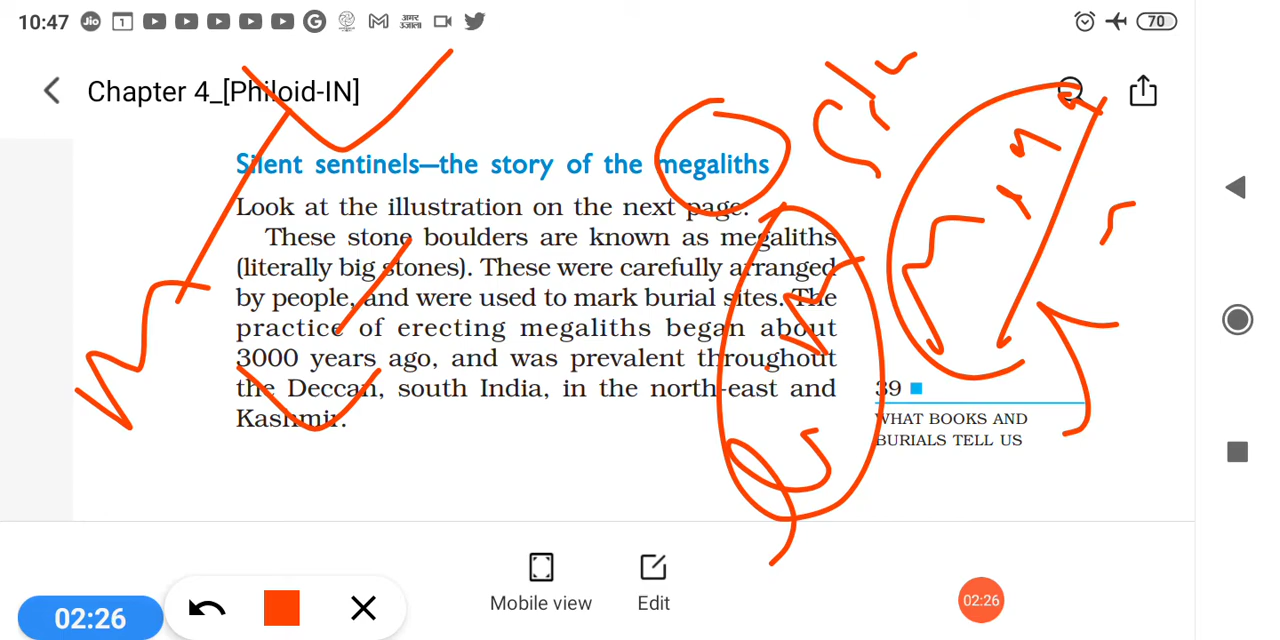 10:47 Jio 1 G M अमर उजाला 70
Chapter 4_[Philoid-IN]
Silent sentinels—the story of the megaliths
Look at the illustration on the next page.
These stone boulders are known as megaliths
(literally big stones). These were carefully arranged
by people, and were used to mark burial sites. The
practice of erecting megaliths began about
3000 years ago, and was prevalent throughout
the Deccan, south India, in the north-east and
Kashmir.
39
WHAT BOOKS AND
BURIALS TELL US
Mobile view
Edit
02:26
02:26